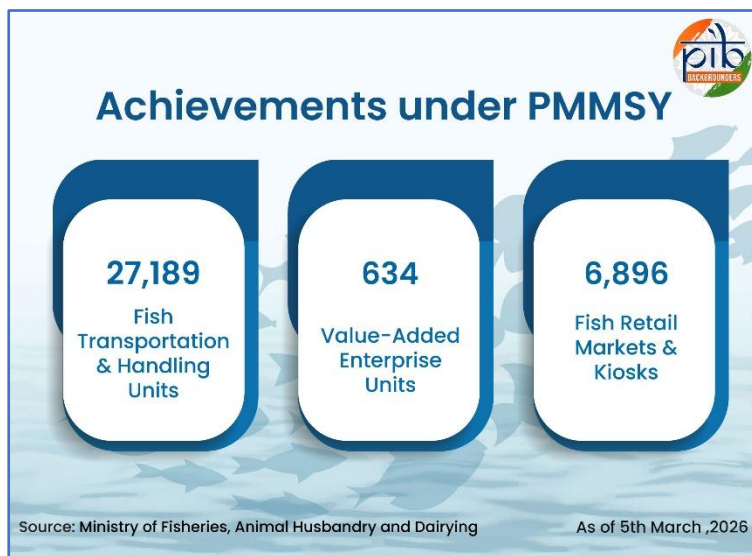 pib
BACKGROUNDERS
Achievements under PMMSY
27,189
Fish
Transportation
& Handling
Units
634
Value-Added
Enterprise
Units
6,896
Fish Retail
Markets &
Kiosks
Source: Ministry of Fisheries, Animal Husbandry and Dairying
As of 5th March ,2026